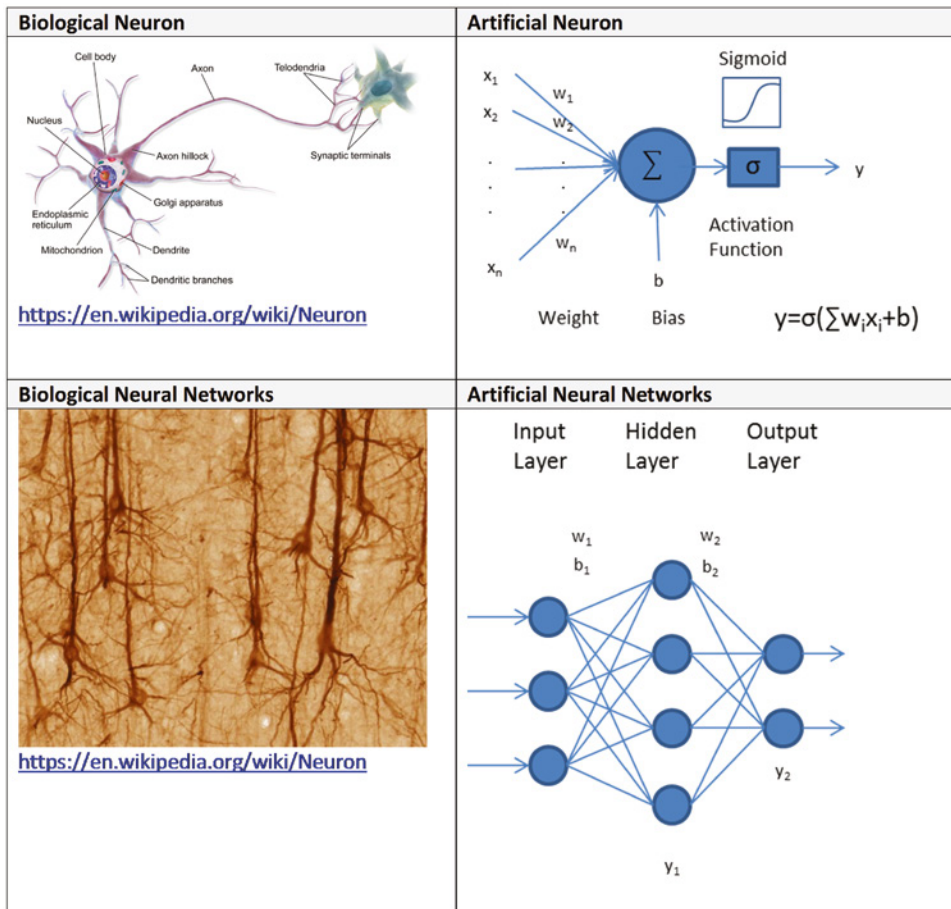 Biological Neuron
Cell body
Axon
Telodendria
Nucleus
Axon hillock
Synaptic terminals
Golgi apparatus
Endoplasmic
reticulum
Mitochondrion
Dendrite
Dendritic branches
https://en.wikipedia.org/wiki/Neuron
Artificial Neuron
Sigmoid
x1
w1
x2
w2
. .
. .
. .
∑
σ
y
wn
xn
b
Activation
Function
Weight Bias
y=σ(∑wixi+b)
Biological Neural Networks
https://en.wikipedia.org/wiki/Neuron
Artificial Neural Networks
Input
Layer
Hidden
Layer
Output
Layer
w1
b1
w2
b2
y2
y1